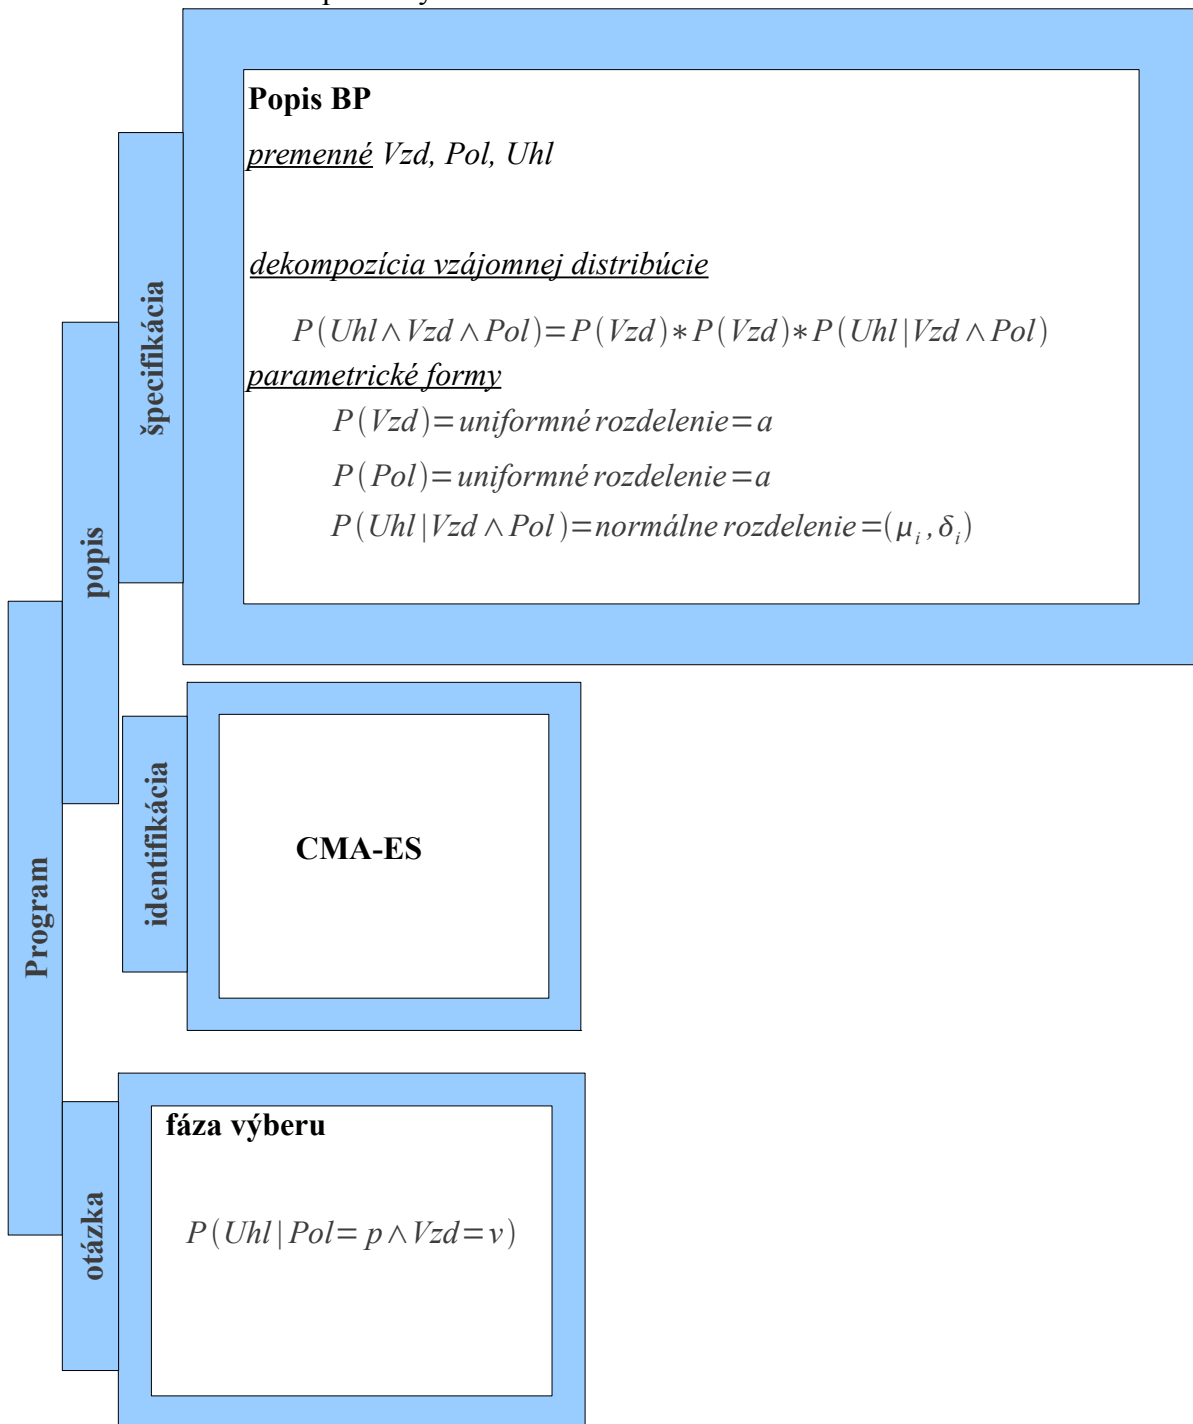 Popis BP
premenné Vzd, Pol, Uhl
dekompozícia vzájomnej distribúcie
P(Uhl∧Vzd∧Pol)=P(Vzd)∗P(Vzd)∗P(Uhl|Vzd∧Pol)
parametrické formy
P(Vzd)=uniformné rozdelenie=a
P(Pol)=uniformné rozdelenie=a
P(Uhl|Vzd∧Pol)=normálne rozdelenie=(μ_i, δ_i)
špecifikácia
popis
Program
identifikácia
CMA-ES
otázka
fáza výberu
P(Uhl|Pol=p∧Vzd=v)